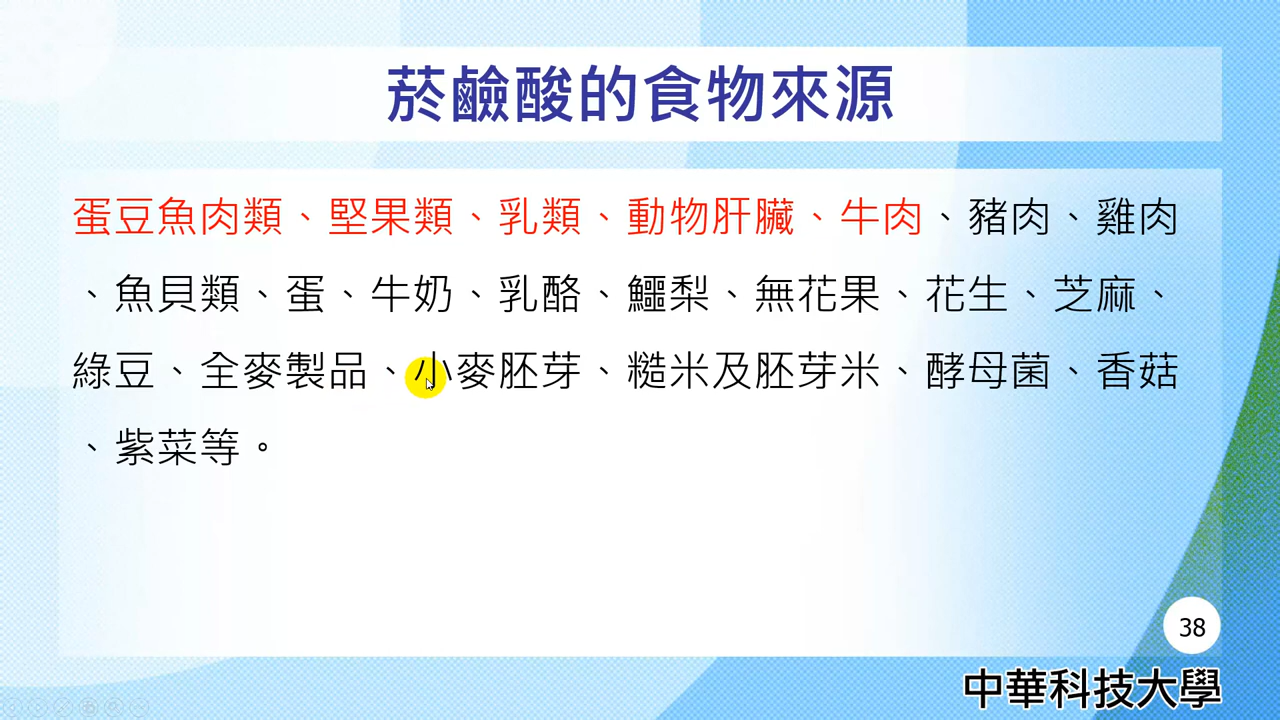 菸鹼酸的食物來源
蛋豆魚肉類、堅果類、乳類、動物肝臟、牛肉、豬肉、雞肉
、魚貝類、蛋、牛奶、乳酪、鱷梨、無花果、花生、芝麻、
綠豆、全麥製品、小麥胚芽、糙米及胚芽米、酵母菌、香菇
、紫菜等。
38
中華科技大學